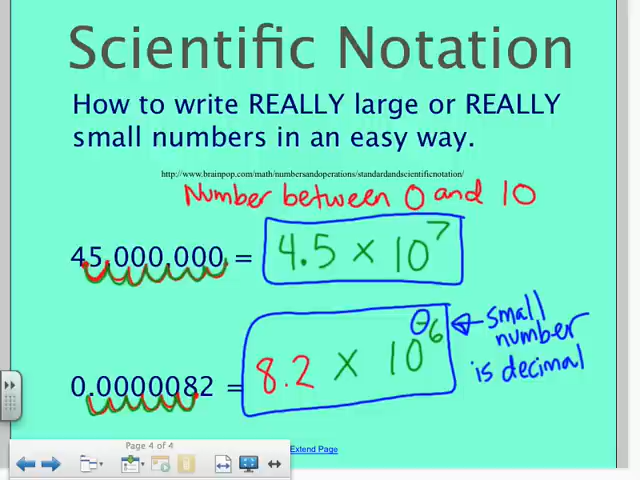 Scientific Notation
How to write REALLY large or REALLY
small numbers in an easy way.
http://www.brainpop.com/math/numbersandoperations/standardandscientificnotation/
Number between 0 and 10
45,000,000 = 4.5 x 10⁷
0.0000082 = 8.2 x 10⁻⁶
small
number
is decimal
Page 4 of 4
Extend Page